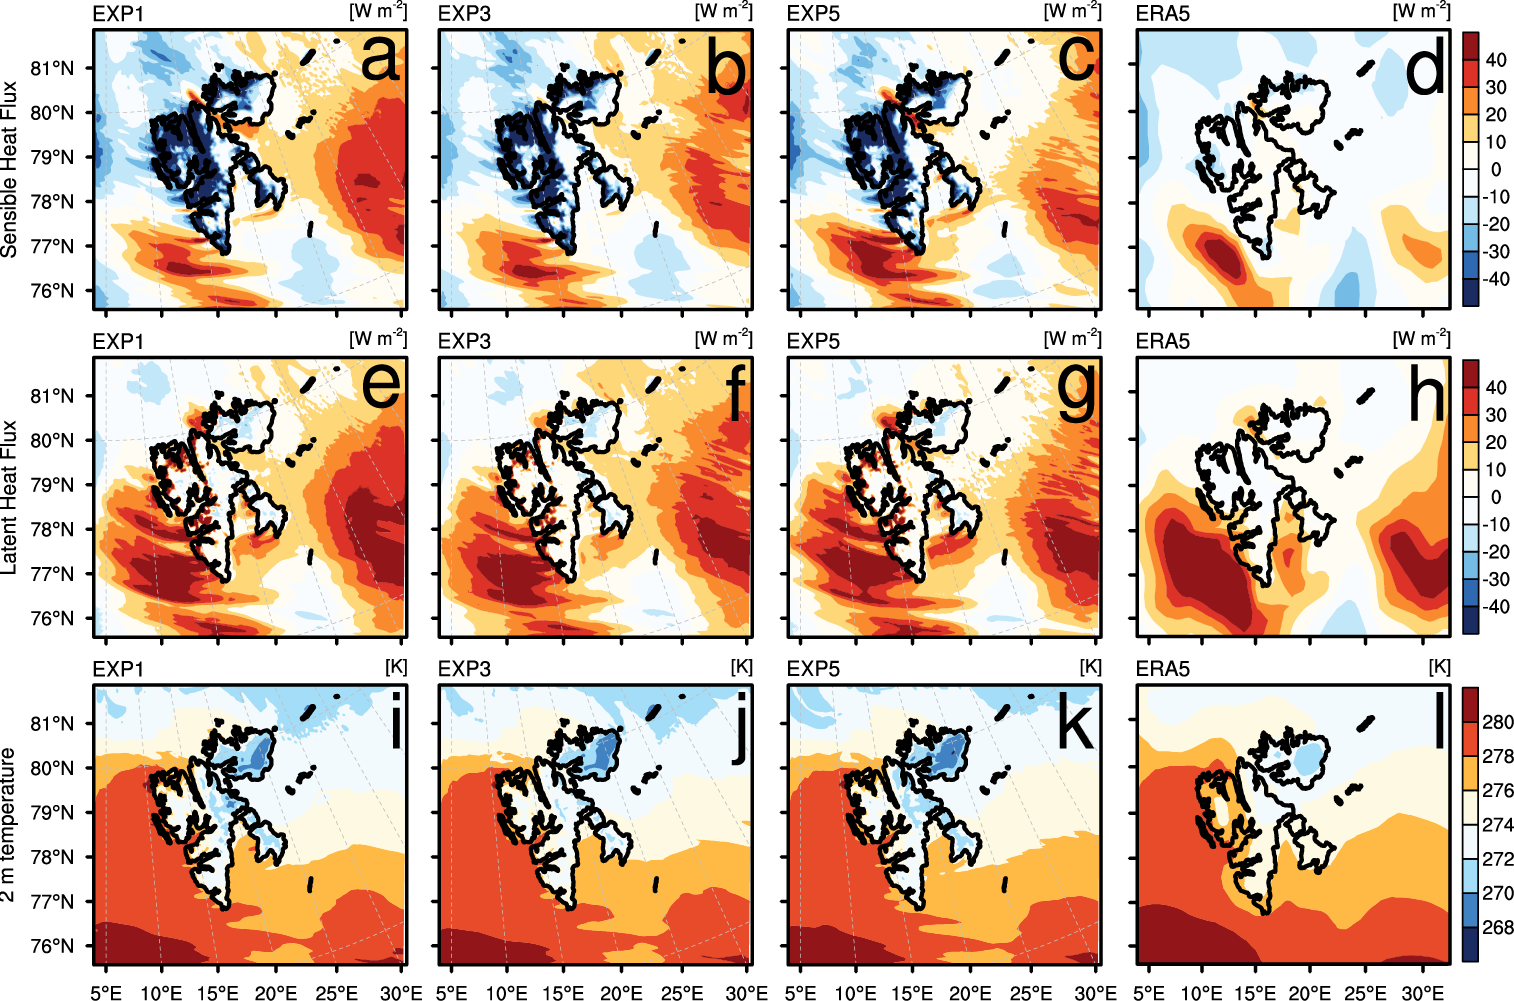 EXP1 [W m-2] EXP3 [W m-2] EXP5 [W m-2] ERA5 [W m-2]
Sensible Heat Flux
a b c d
81°N
80°N
79°N
78°N
77°N
76°N
40
30
20
10
0
-10
-20
-30
-40
EXP1 [W m-2] EXP3 [W m-2] EXP5 [W m-2] ERA5 [W m-2]
Latent Heat Flux
e f g h
81°N
80°N
79°N
78°N
77°N
76°N
40
30
20
10
0
-10
-20
-30
-40
EXP1 [K] EXP3 [K] EXP5 [K] ERA5 [K]
2 m temperature
i j k l
81°N
80°N
79°N
78°N
77°N
76°N
280
278
276
274
272
270
268
5°E 10°E 15°E 20°E 25°E 30°E 5°E 10°E 15°E 20°E 25°E 30°E 5°E 10°E 15°E 20°E 25°E 30°E 5°E 10°E 15°E 20°E 25°E 30°E